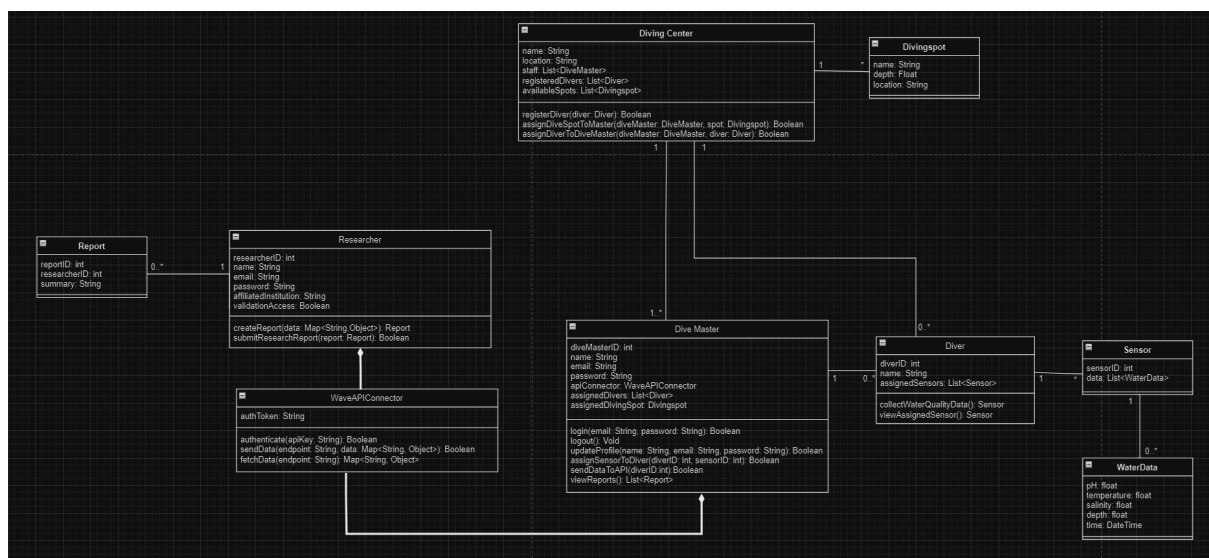 Diving Center
name: String
location: String
staff: List<DiveMaster>
registeredDivers: List<Diver>
availableSpots: List<Divingspot>
registerDiver(diver: Diver): Boolean
assignDiveSpotToMaster(diveMaster: DiveMaster, spot: Divingspot): Boolean
assignDiverToDiveMaster(diveMaster: DiveMaster, diver: Diver): Boolean
1
*
Divingspot
name: String
depth: Float
location: String
1
1
Report
reportID: int
researcherID: int
summary: String
0..*
1
Researcher
researcherID: int
name: String
email: String
password: String
affiliatedInstitution: String
validationAccess: Boolean
createReport(data: Map<String,Object>): Report
submitResearchReport(report: Report): Boolean
WaveAPIConnector
authToken: String
authenticate(apiKey: String): Boolean
sendData(endpoint: String, data: Map<String, Object>): Boolean
fetchData(endpoint: String): Map<String, Object>
1..*
Dive Master
diveMasterID: int
name: String
email: String
password: String
apiConnector: WaveAPIConnector
assignedDivers: List<Diver>
assignedDivingSpot: Divingspot
login(email: String, password: String): Boolean
logout(): Void
updateProfile(name: String, email: String, password: String): Boolean
assignSensorToDiver(diverID: int, sensorID: int): Boolean
sendDataToAPI(diverID:int):Boolean
viewReports(): List<Report>
1
0..*
0..*
Diver
diverID: int
name: String
assignedSensors: List<Sensor>
collectWaterQualityData(): Sensor
viewAssignedSensor(): Sensor
1
*
Sensor
sensorID: int
data: List<WaterData>
1
0..*
WaterData
pH: float
temperature: float
salinity: float
depth: float
time: DateTime